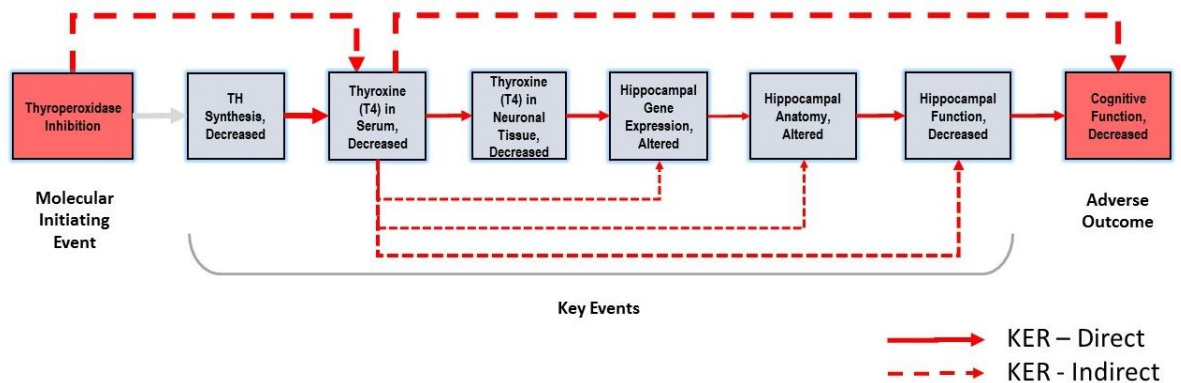 Thyroperoxidase
Inhibition
TH
Synthesis,
Decreased
Thyroxine
(T4) in
Serum,
Decreased
Thyroxine
(T4) in
Neuronal
Tissue,
Decreased
Hippocampal
Gene
Expression,
Altered
Hippocampal
Anatomy,
Altered
Hippocampal
Function,
Decreased
Cognitive
Function,
Decreased
Molecular
Initiating
Event
Adverse
Outcome
Key Events
KER – Direct
KER - Indirect